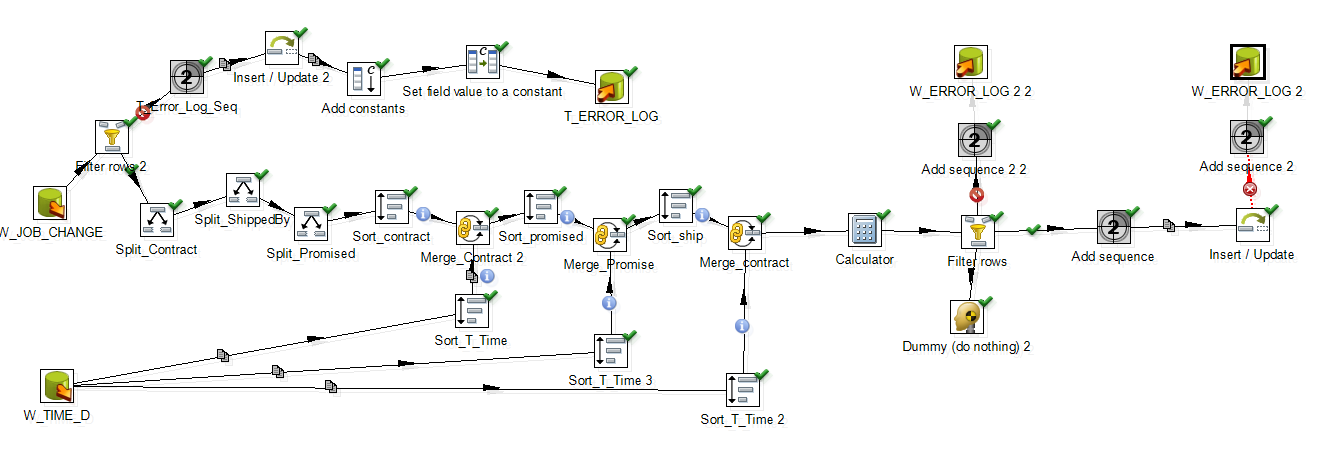 Insert / Update 2
T_Error_Log_Seq
Add constants
Set field value to a constant
T_ERROR_LOG
W_ERROR_LOG 2 2
W_ERROR_LOG 2
Filter rows 2
Add sequence 2 2
Add sequence 2
W_JOB_CHANGE
Split_Contract
Split_ShippedBy
Split_Promised
Sort_contract
Merge_Contract 2
Sort_promised
Merge_Promise
Sort_ship
Merge_contract
Calculator
Filter rows
Add sequence
Insert / Update
Sort_T_Time
Dummy (do nothing) 2
Sort_T_Time 3
W_TIME_D
Sort_T_Time 2